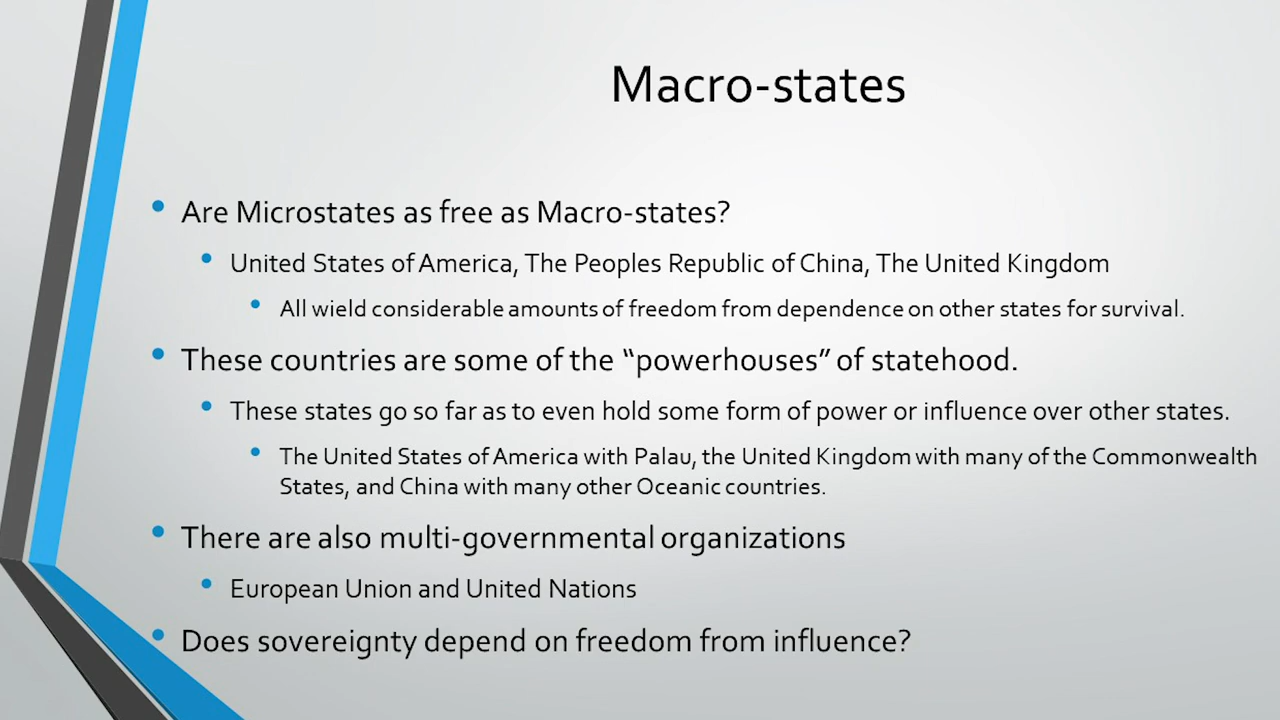 Macro-states
Are Microstates as free as Macro-states?
United States of America, The Peoples Republic of China, The United Kingdom
All wield considerable amounts of freedom from dependence on other states for survival.
These countries are some of the “powerhouses” of statehood.
These states go so far as to even hold some form of power or influence over other states.
The United States of America with Palau, the United Kingdom with many of the Commonwealth
States, and China with many other Oceanic countries.
There are also multi-governmental organizations
European Union and United Nations
Does sovereignty depend on freedom from influence?